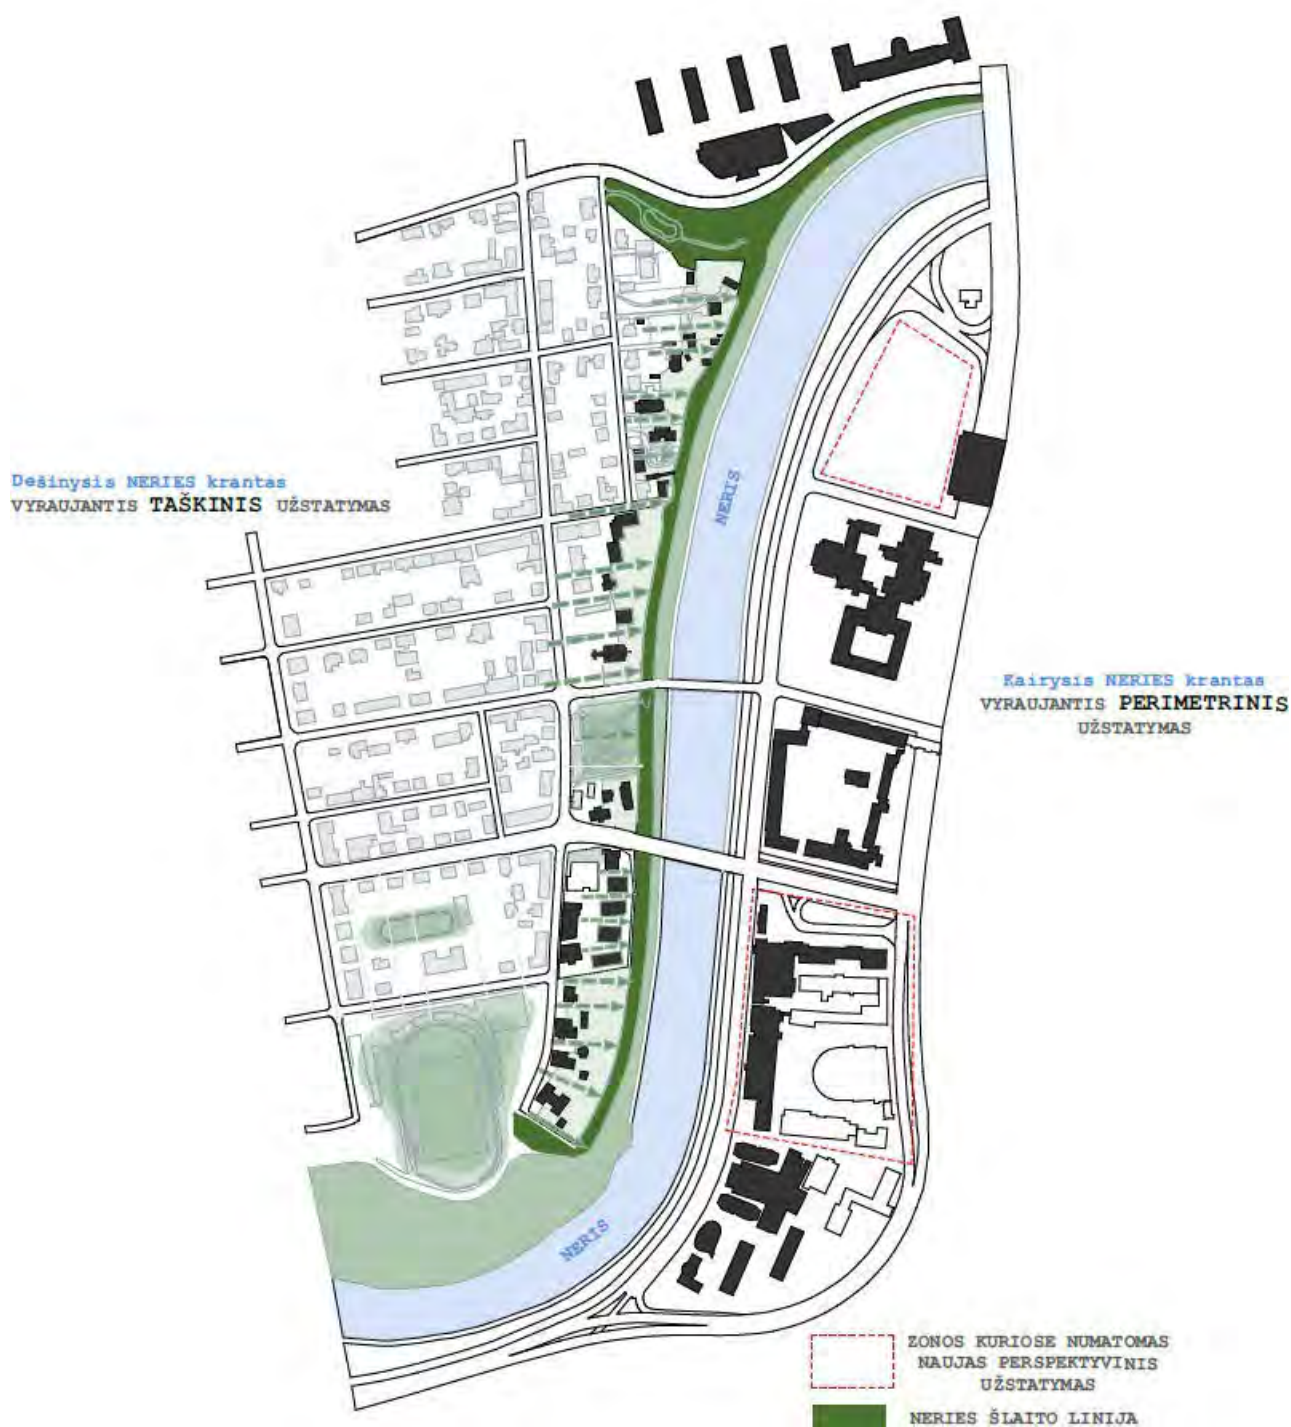 Dešinysis NERIES krantas
VYRAUJANTIS TAŠKINIS UŽSTATYMAS
NERIS
Kairysis NERIES krantas
VYRAUJANTIS PERIMETRINIS
UŽSTATYMAS
NERIS
ZONOS KURIOSE NUMATOMAS
NAUJAS PERSPEKTYVINIS
UŽSTATYMAS
NERIES ŠLAITO LINIJA